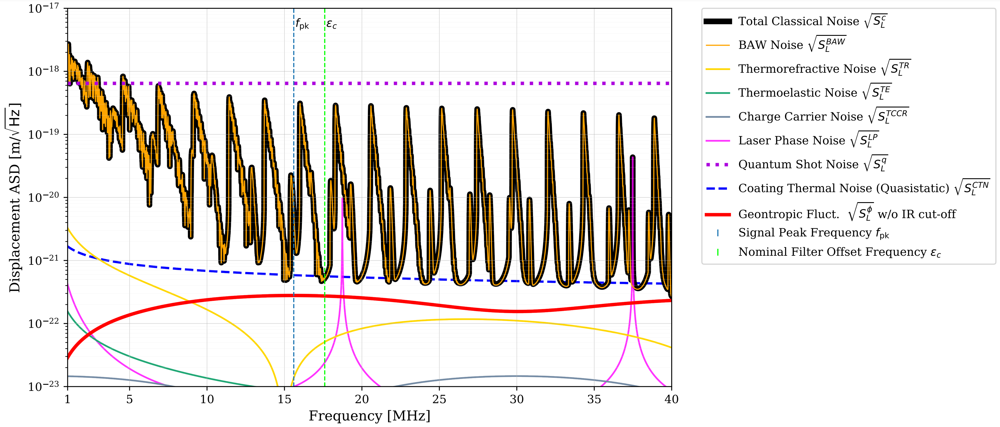 10⁻¹⁷
10⁻¹⁸
10⁻¹⁹
10⁻²⁰
10⁻²¹
10⁻²²
10⁻²³
Displacement ASD [m/√Hz]
f_pk
ε_c
1 5 10 15 20 25 30 35 40
Frequency [MHz]
Total Classical Noise √S_L^c
BAW Noise √S_L^BAW
Thermorefractive Noise √S_L^TR
Thermoelastic Noise √S_L^TE
Charge Carrier Noise √S_L^TCCR
Laser Phase Noise √S_L^LP
Quantum Shot Noise √S_L^q
Coating Thermal Noise (Quasistatic) √S_L^CTN
Geontropic Fluct. √S_L^ϕ w/o IR cut-off
Signal Peak Frequency f_pk
Nominal Filter Offset Frequency ε_c